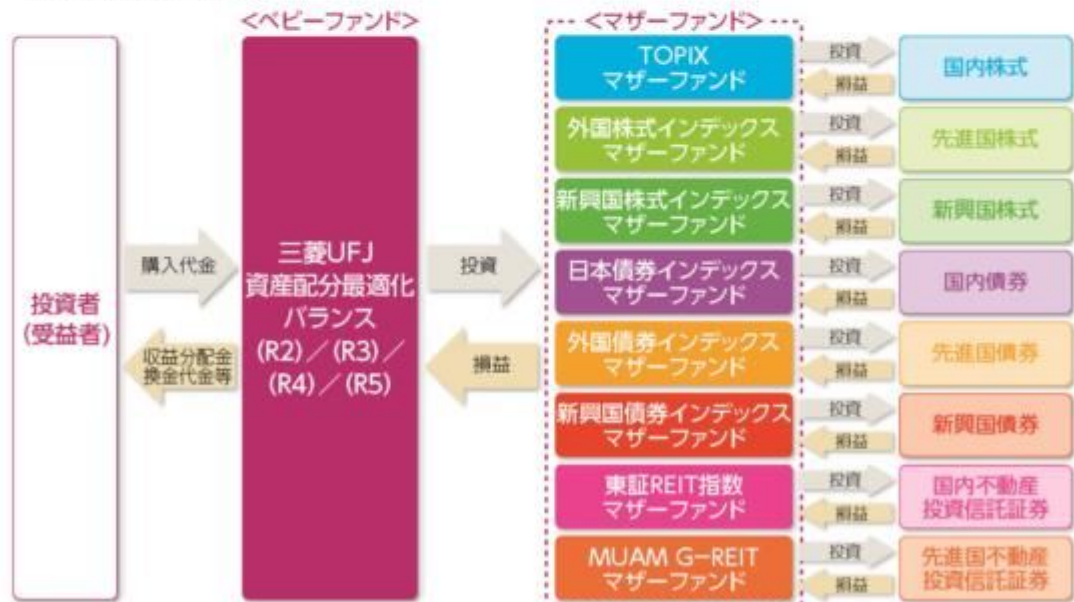 <ベビーファンド>
<マザーファンド>
投資者
(受益者)
購入代金
収益分配金
換金代金等
三菱UFJ
資産配分最適化
バランス
(R2)/(R3)/
(R4)/(R5)
投資
損益
TOPIX
マザーファンド
投資
損益
国内株式
外国株式インデックス
マザーファンド
投資
損益
先進国株式
新興国株式インデックス
マザーファンド
投資
損益
新興国株式
日本債券インデックス
マザーファンド
投資
損益
国内債券
外国債券インデックス
マザーファンド
投資
損益
先進国債券
新興国債券インデックス
マザーファンド
投資
損益
新興国債券
東証REIT指数
マザーファンド
投資
損益
国内不動産
投資信託証券
MUAM G-REIT
マザーファンド
投資
損益
先進国不動産
投資信託証券